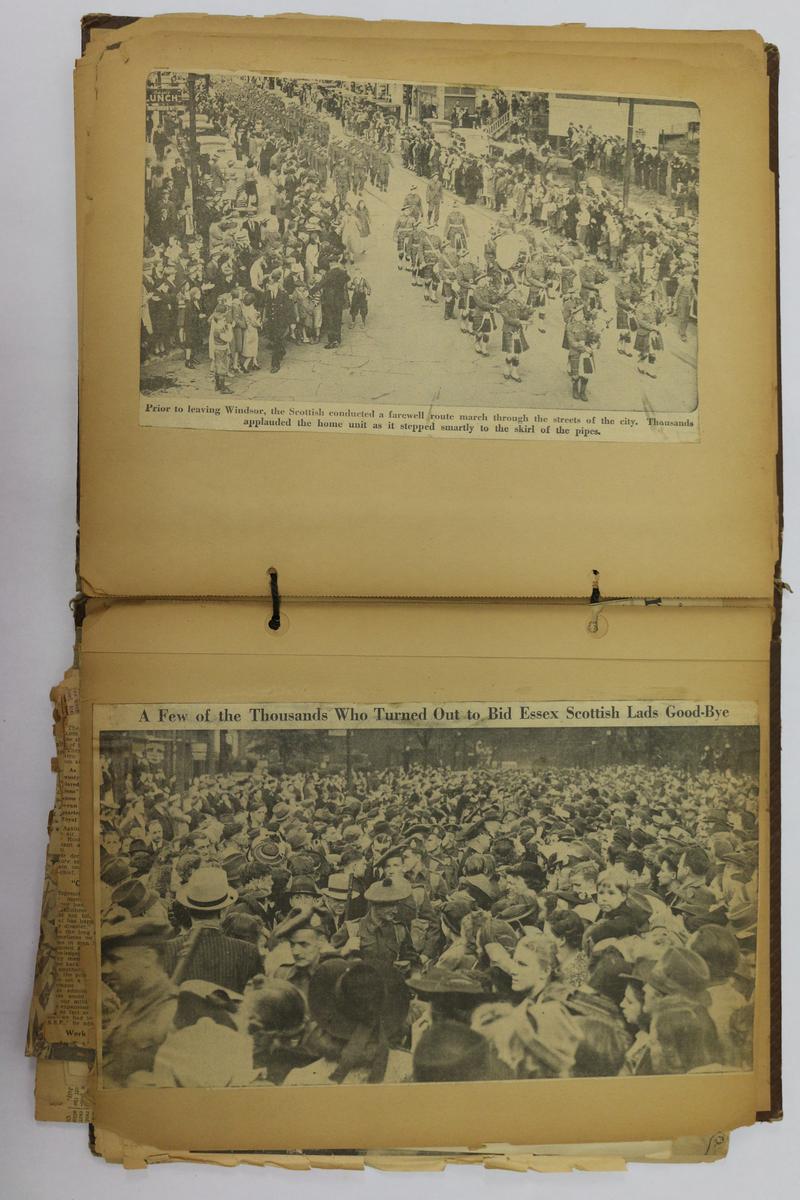 LUNCH
Prior to leaving Windsor, the Scottish conducted a farewell route march through the streets of the city. Thousands
applauded the home unit as it stepped smartly to the skirl of the pipes.
A Few of the Thousands Who Turned Out to Bid Essex Scottish Lads Good-Bye
Work